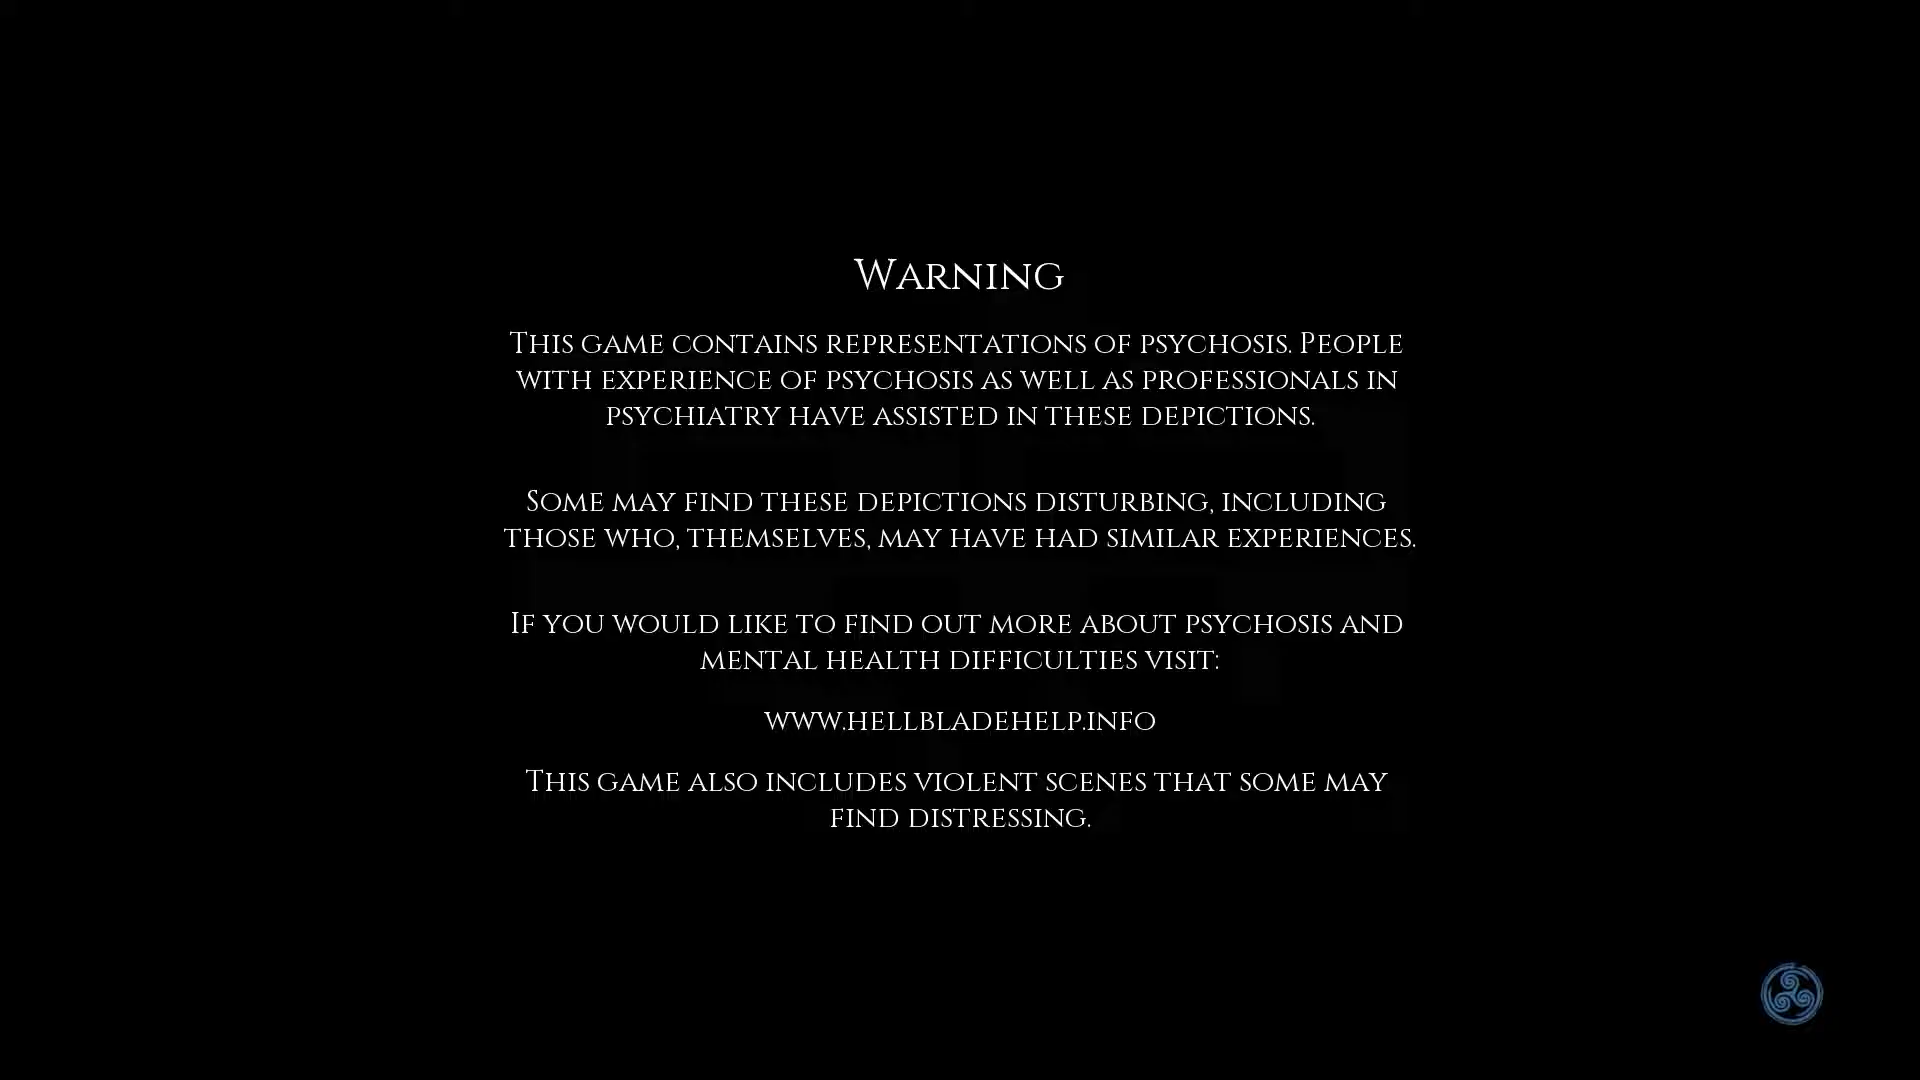 Warning
This game contains representations of psychosis. People
with experience of psychosis as well as professionals in
psychiatry have assisted in these depictions.
Some may find these depictions disturbing, including
those who, themselves, may have had similar experiences.
If you would like to find out more about psychosis and
mental health difficulties visit:
www.hellbladehelp.info
This game also includes violent scenes that some may
find distressing.